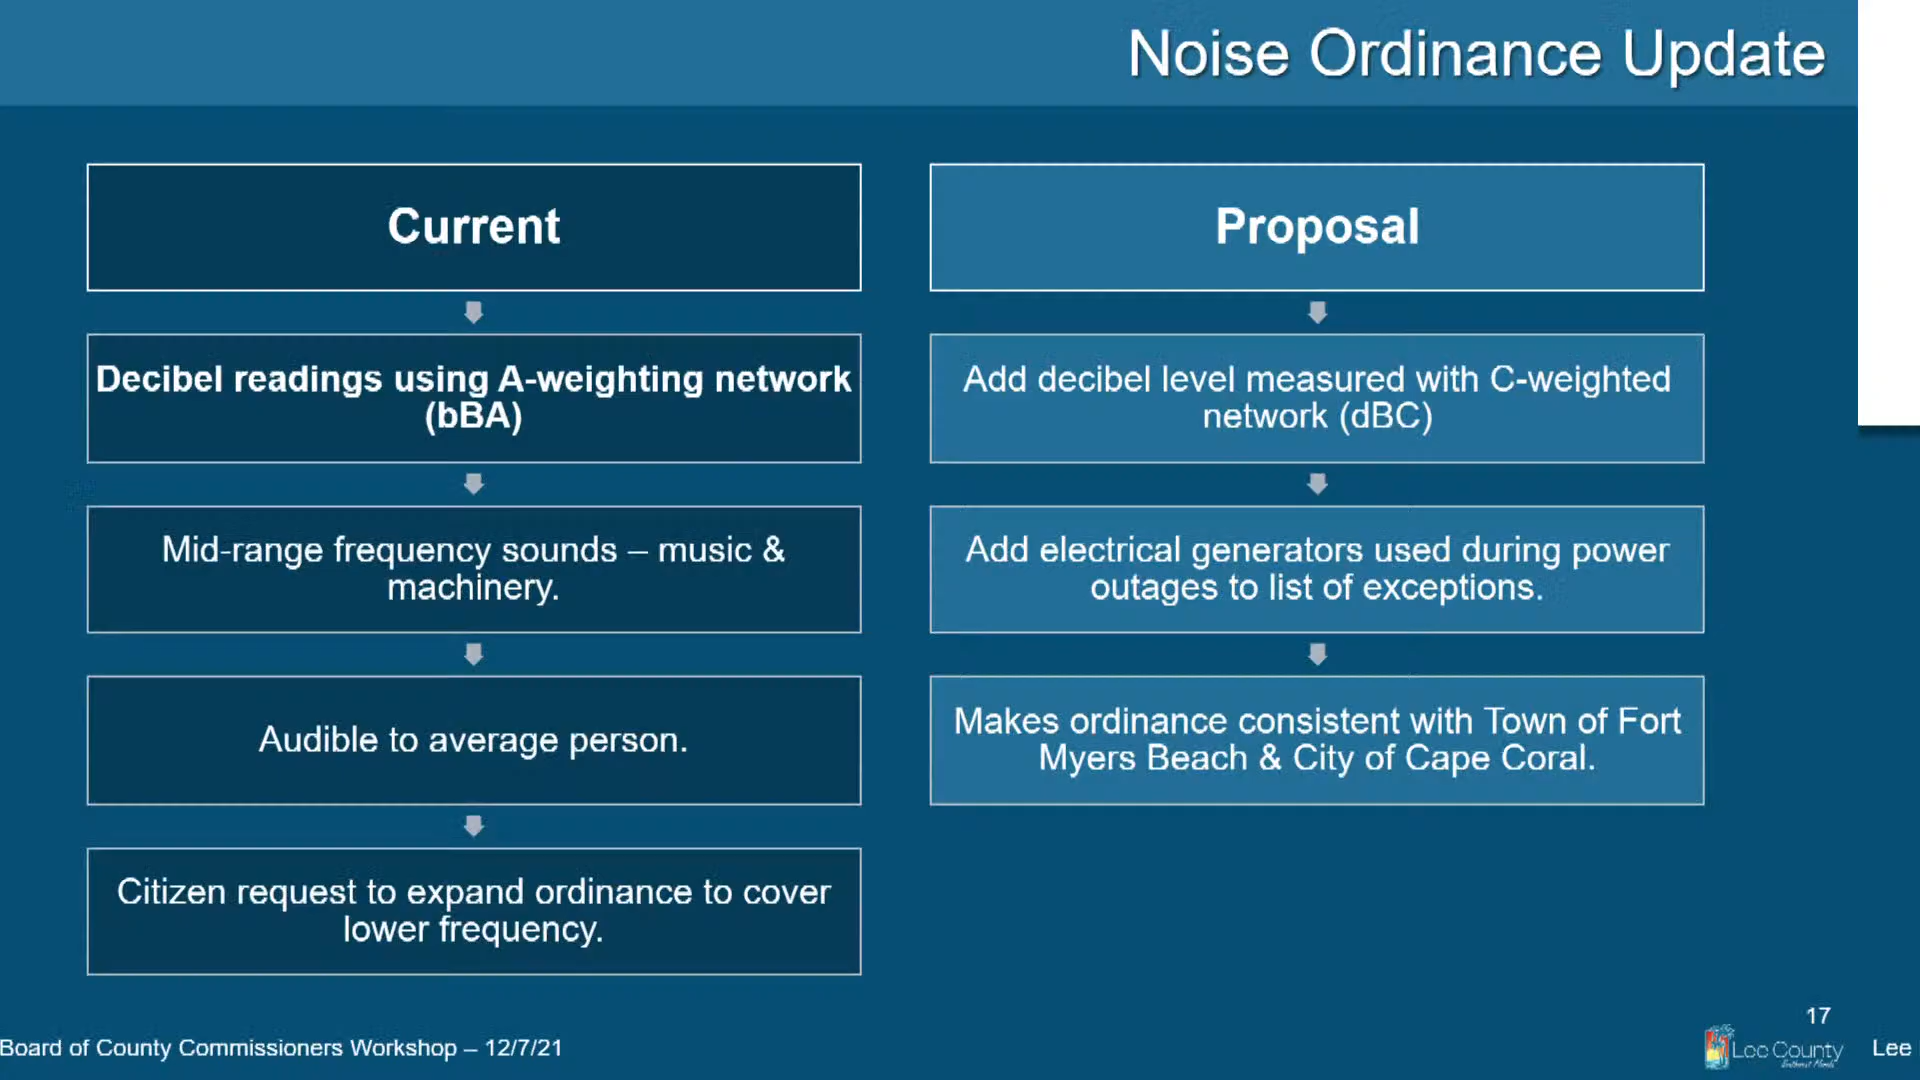 Noise Ordinance Update
Current
Decibel readings using A-weighting network
(bBA)
Mid-range frequency sounds – music &
machinery.
Audible to average person.
Citizen request to expand ordinance to cover
lower frequency.
Proposal
Add decibel level measured with C-weighted
network (dBC)
Add electrical generators used during power
outages to list of exceptions.
Makes ordinance consistent with Town of Fort
Myers Beach & City of Cape Coral.
17
Board of County Commissioners Workshop – 12/7/21
Lee County
Southwest Florida
Lee